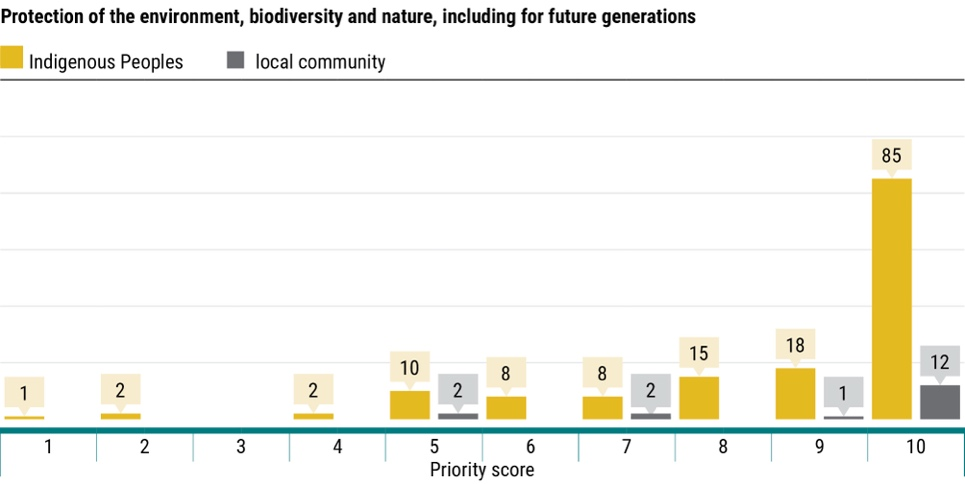 Protection of the environment, biodiversity and nature, including for future generations
Indigenous Peoples local community
85
18
12
15
10
8 8
1 2 2 2 2 1
1 2 3 4 5 6 7 8 9 10
Priority score